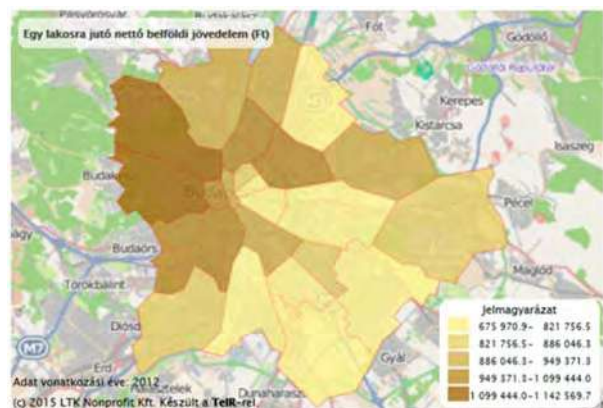 Budakalász
Fót
Egy lakosra jutó nettó belföldi jövedelem (Ft)
Gödöllő
Kerepes
Kistarcsa
Isaszeg
Pécel
Budaörs
Törökbálint
Maglód
Diósd
Érd
Gyál
M7
Dunaharaszti
Jelmagyarázat
675 970.9– 821 756.5
821 756.5– 886 046.3
886 046.3– 949 371.3
949 371.3–1 099 444.0
1 099 444.0–1 142 569.7
Adat vonatkozási éve: 2012
(c) 2015 LTK Nonprofit Kft. Készült a TeIR-rel